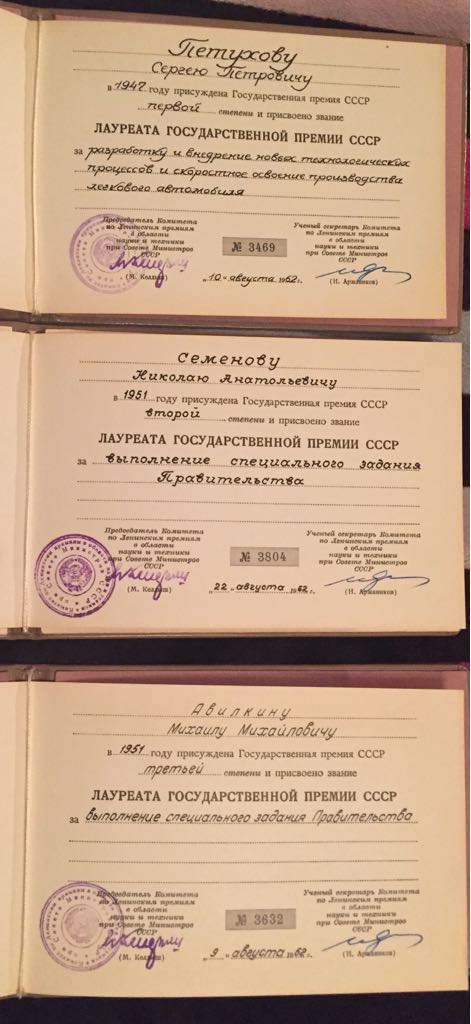 Петухову
Сергею Петровичу
в 1947 году присуждена Государственная премия СССР
первой степени и присвоено звание
ЛАУРЕАТА ГОСУДАРСТВЕННОЙ ПРЕМИИ СССР
за разработку и внедрение новых технологических
процессов и скоростное освоение производства
легкового автомобиля
Председатель Комитета
по Ленинским премиям
в области
науки и техники
при Совете Министров
СССР
(М. Келдыш)
№ 3469
„10" августа 1962 г.
Ученый секретарь Комитета
по Ленинским премиям
в области
науки и техники
при Совете Министров
СССР
(И. Аржанников)
Семенову
Николаю Анатольевичу
в 1951 году присуждена Государственная премия СССР
второй степени и присвоено звание
ЛАУРЕАТА ГОСУДАРСТВЕННОЙ ПРЕМИИ СССР
за выполнение специального задания
Правительства
Председатель Комитета
по Ленинским премиям
в области
науки и техники
при Совете Министров
СССР
(М. Келдыш)
№ 3804
„22" августа 1962 г.
Ученый секретарь Комитета
по Ленинским премиям
в области
науки и техники
при Совете Министров
СССР
(И. Аржанников)
Авилкину
Михаилу Михайловичу
в 1951 году присуждена Государственная премия СССР
третьей степени и присвоено звание
ЛАУРЕАТА ГОСУДАРСТВЕННОЙ ПРЕМИИ СССР
за выполнение специального задания Правительства
Председатель Комитета
по Ленинским премиям
в области
науки и техники
при Совете Министров
СССР
(М. Келдыш)
№ 3632
„9" августа 1962 г.
Ученый секретарь Комитета
по Ленинским премиям
в области
науки и техники
при Совете Министров
СССР
(И. Аржанников)